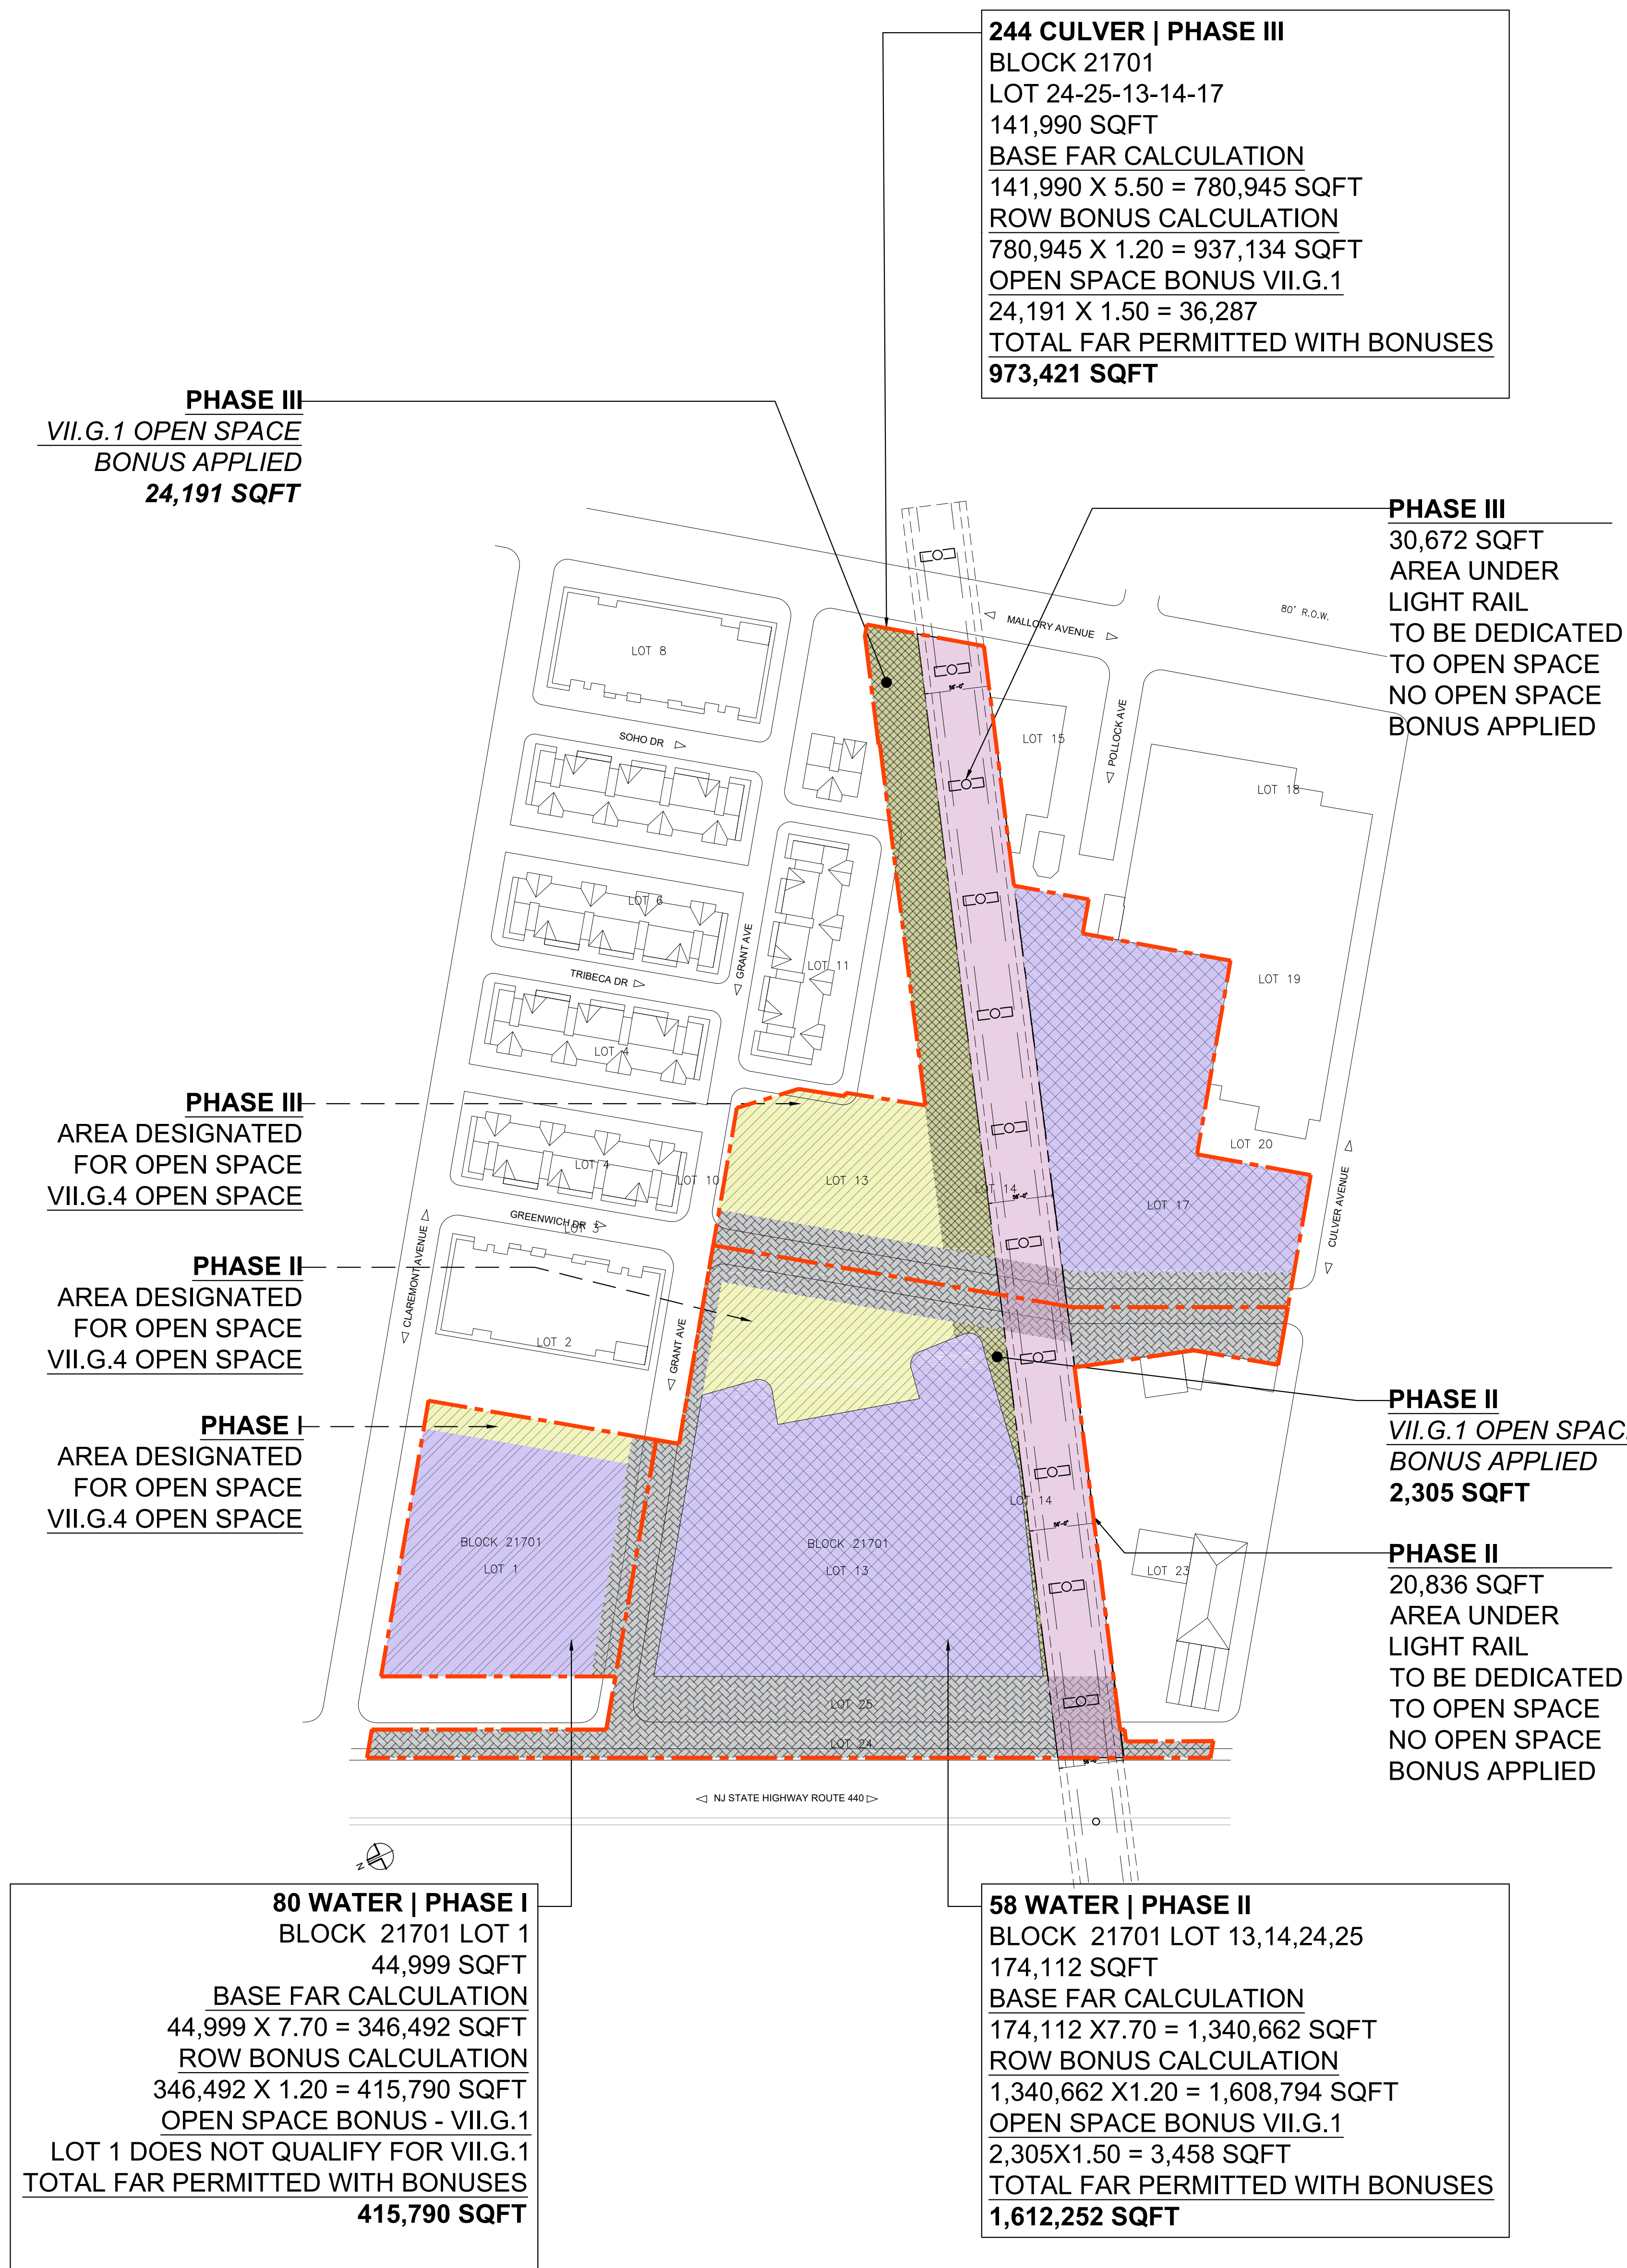 244 CULVER | PHASE III
BLOCK 21701
LOT 24-25-13-14-17
141,990 SQFT
BASE FAR CALCULATION
141,990 X 5.50 = 780,945 SQFT
ROW BONUS CALCULATION
780,945 X 1.20 = 937,134 SQFT
OPEN SPACE BONUS VII.G.1
24,191 X 1.50 = 36,287
TOTAL FAR PERMITTED WITH BONUSES
973,421 SQFT
PHASE III
VII.G.1 OPEN SPACE
BONUS APPLIED
24,191 SQFT
PHASE III
30,672 SQFT
AREA UNDER
LIGHT RAIL
TO BE DEDICATED
TO OPEN SPACE
NO OPEN SPACE
BONUS APPLIED
80' R.O.W.
MALLORY AVENUE
LOT 8
56'-0"
SOHO DR
LOT 15
POLLOCK AVE
LOT 18
LOT 6
GRANT AVE
LOT 11
TRIBECA DR
LOT 19
LOT 4
PHASE III
AREA DESIGNATED
FOR OPEN SPACE
VII.G.4 OPEN SPACE
LOT 4
LOT 10
LOT 13
LOT 14
56'-0"
LOT 17
LOT 20
CULVER AVENUE
GREENWICH DR
LOT 3
CLAREMONT AVENUE
PHASE II
AREA DESIGNATED
FOR OPEN SPACE
VII.G.4 OPEN SPACE
LOT 2
GRANT AVE
PHASE I
AREA DESIGNATED
FOR OPEN SPACE
VII.G.4 OPEN SPACE
PHASE II
VII.G.1 OPEN SPAC
BONUS APPLIED
2,305 SQFT
LOT 14
56'-0"
BLOCK 21701
LOT 1
BLOCK 21701
LOT 13
LOT 23
PHASE II
20,836 SQFT
AREA UNDER
LIGHT RAIL
TO BE DEDICATED
TO OPEN SPACE
NO OPEN SPACE
BONUS APPLIED
LOT 25
LOT 24
56'-0"
NJ STATE HIGHWAY ROUTE 440
N
80 WATER | PHASE I
BLOCK 21701 LOT 1
44,999 SQFT
BASE FAR CALCULATION
44,999 X 7.70 = 346,492 SQFT
ROW BONUS CALCULATION
346,492 X 1.20 = 415,790 SQFT
OPEN SPACE BONUS - VII.G.1
LOT 1 DOES NOT QUALIFY FOR VII.G.1
TOTAL FAR PERMITTED WITH BONUSES
415,790 SQFT
58 WATER | PHASE II
BLOCK 21701 LOT 13,14,24,25
174,112 SQFT
BASE FAR CALCULATION
174,112 X7.70 = 1,340,662 SQFT
ROW BONUS CALCULATION
1,340,662 X1.20 = 1,608,794 SQFT
OPEN SPACE BONUS VII.G.1
2,305X1.50 = 3,458 SQFT
TOTAL FAR PERMITTED WITH BONUSES
1,612,252 SQFT